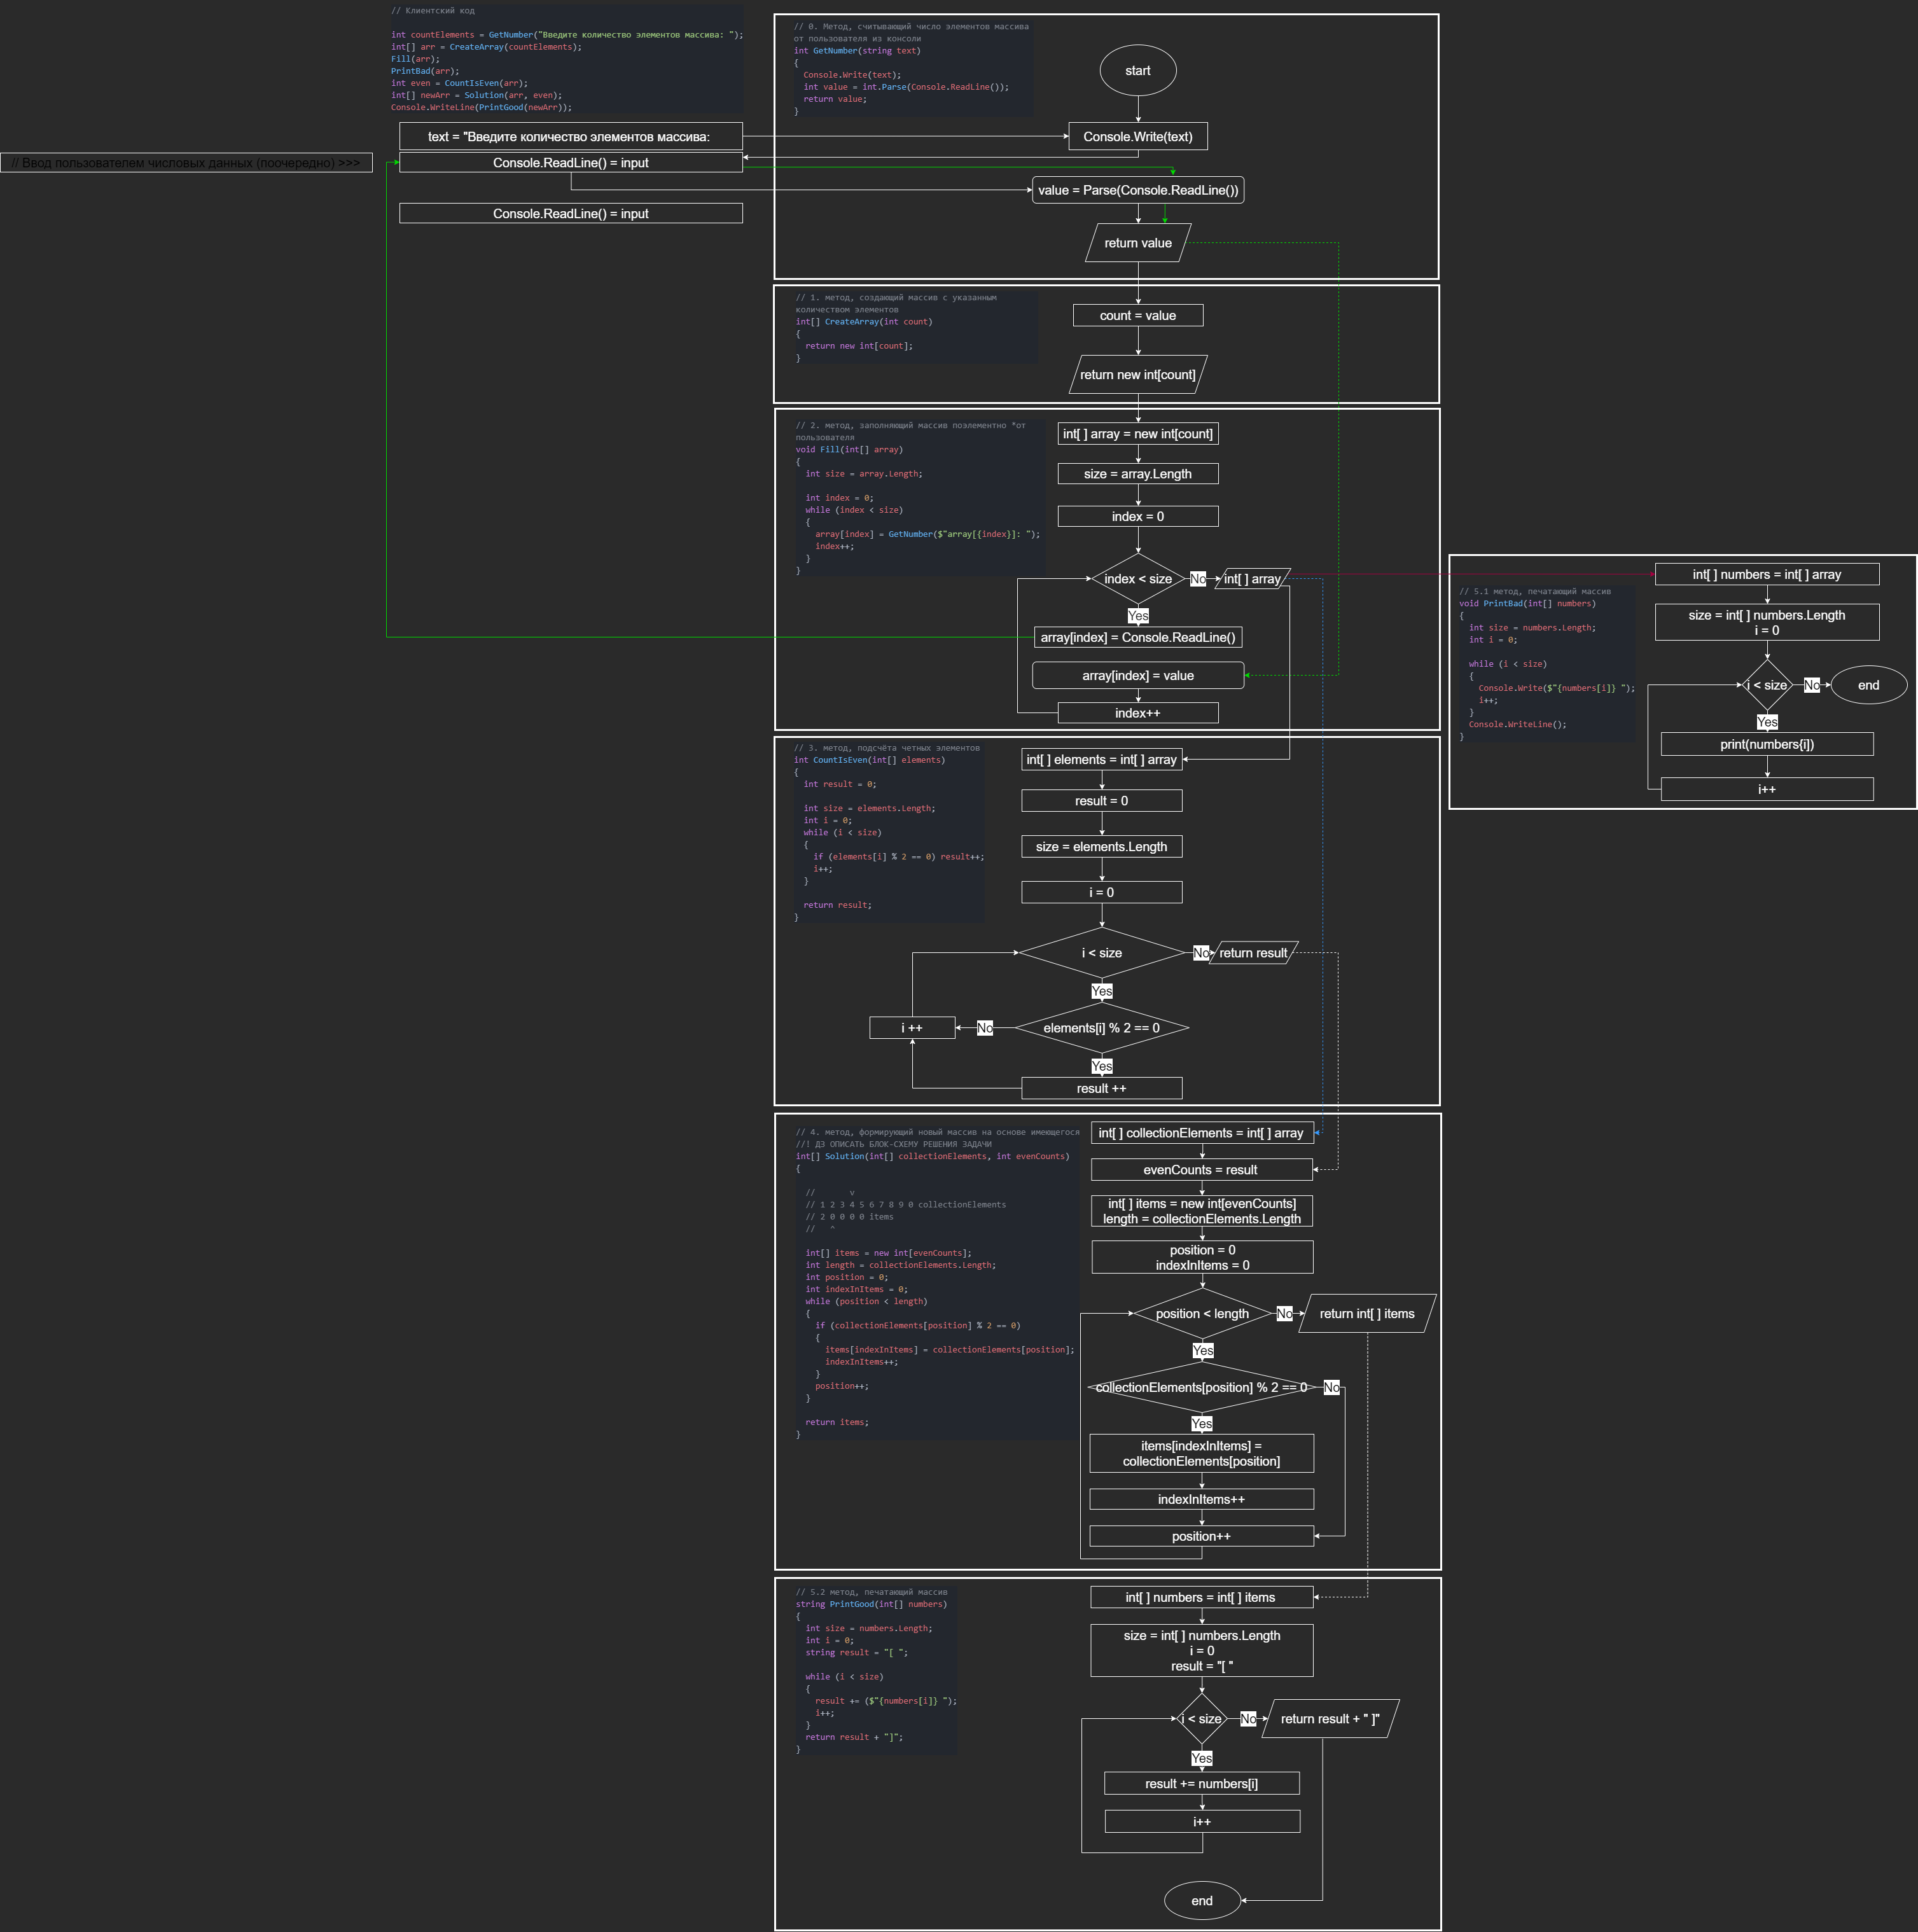 // Клиентский код
int countElements = GetNumber("Введите количество элементов массива: ");
int[] arr = CreateArray(countElements);
Fill(arr);
PrintBad(arr);
int even = CountIsEven(arr);
int[] newArr = Solution(arr, even);
Console.WriteLine(PrintGood(newArr));
text = "Введите количество элементов массива:
// Ввод пользователем числовых данных (поочередно) >>>
Console.ReadLine() = input
Console.ReadLine() = input
// 0. Метод, считывающий число элементов массива
от пользователя из консоли
int GetNumber(string text)
{
Console.Write(text);
int value = int.Parse(Console.ReadLine());
return value;
}
start
Console.Write(text)
value = Parse(Console.ReadLine())
return value
// 1. метод, создающий массив с указанным
количеством элементов
int[] CreateArray(int count)
{
return new int[count];
}
count = value
return new int[count]
// 2. метод, заполняющий массив поэлементно *от
пользователя
void Fill(int[] array)
{
int size = array.Length;
int index = 0;
while (index < size)
{
array[index] = GetNumber($"array[{index}]: ");
index++;
}
}
int[ ] array = new int[count]
size = array.Length
index = 0
index < size
No
int[ ] array
Yes
array[index] = Console.ReadLine()
array[index] = value
index++
// 5.1 метод, печатающий массив
void PrintBad(int[] numbers)
{
int size = numbers.Length;
int i = 0;
while (i < size)
{
Console.Write($"{numbers[i]} ");
i++;
}
Console.WriteLine();
}
int[ ] numbers = int[ ] array
size = int[ ] numbers.Length
i = 0
i < size
No
end
Yes
print(numbers{i])
i++
// 3. метод, подсчёта четных элементов
int CountIsEven(int[] elements)
{
int result = 0;
int size = elements.Length;
int i = 0;
while (i < size)
{
if (elements[i] % 2 == 0) result++;
i++;
}
return result;
}
int[ ] elements = int[ ] array
result = 0
size = elements.Length
i = 0
i < size
No
return result
Yes
i ++
No
elements[i] % 2 == 0
Yes
result ++
// 4. метод, формирующий новый массив на основе имеющегося
//! ДЗ ОПИСАТЬ БЛОК-СХЕМУ РЕШЕНИЯ ЗАДАЧИ
int[] Solution(int[] collectionElements, int evenCounts)
{
// v
// 1 2 3 4 5 6 7 8 9 0 collectionElements
// 2 0 0 0 0 items
// ^
int[] items = new int[evenCounts];
int length = collectionElements.Length;
int position = 0;
int indexInItems = 0;
while (position < length)
{
if (collectionElements[position] % 2 == 0)
{
items[indexInItems] = collectionElements[position];
indexInItems++;
}
position++;
}
return items;
}
int[ ] collectionElements = int[ ] array
evenCounts = result
int[ ] items = new int[evenCounts]
length = collectionElements.Length
position = 0
indexInItems = 0
position < length
No
return int[ ] items
Yes
collectionElements[position] % 2 == 0
No
Yes
items[indexInItems] =
collectionElements[position]
indexInItems++
position++
// 5.2 метод, печатающий массив
string PrintGood(int[] numbers)
{
int size = numbers.Length;
int i = 0;
string result = "[ ";
while (i < size)
{
result += ($"{numbers[i]} ");
i++;
}
return result + "]";
}
int[ ] numbers = int[ ] items
size = int[ ] numbers.Length
i = 0
result = "[ "
i < size
No
return result + " ]"
Yes
result += numbers[i]
i++
end